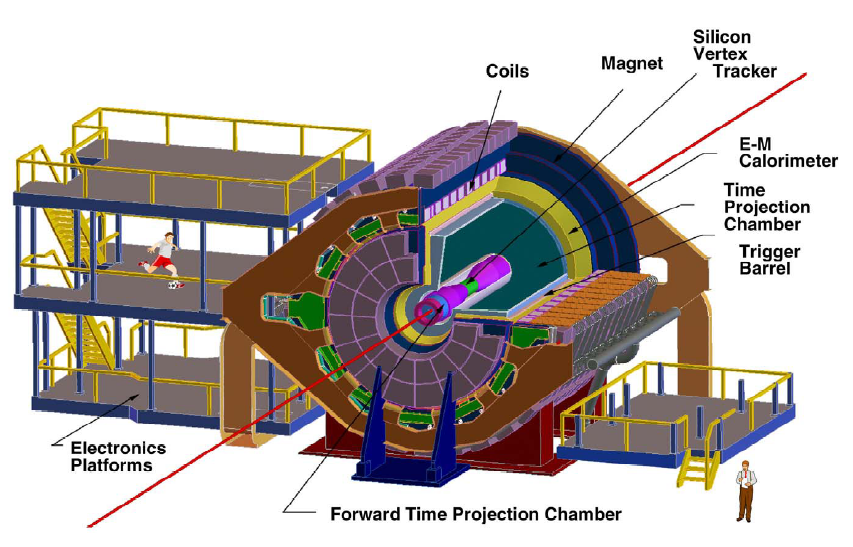 Silicon
Vertex
Tracker
Coils
Magnet
E-M
Calorimeter
Time
Projection
Chamber
Trigger
Barrel
Electronics
Platforms
Forward Time Projection Chamber